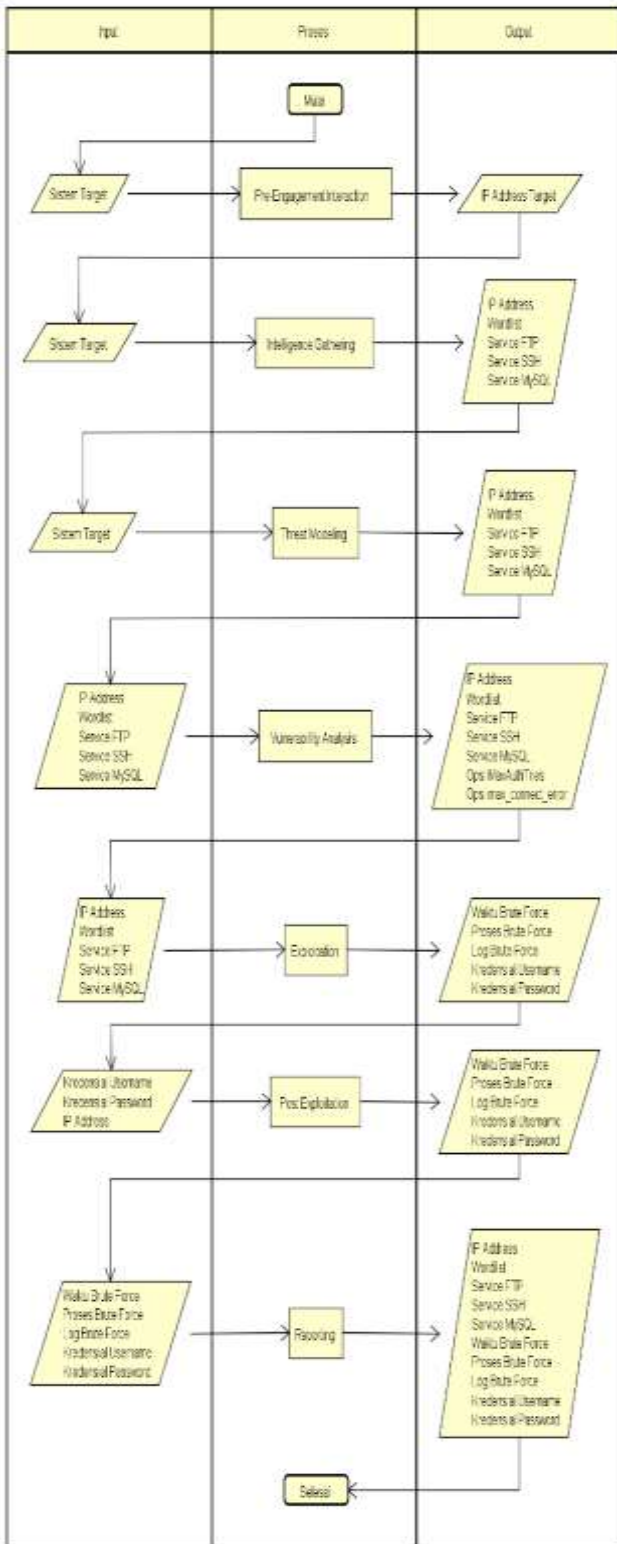 Input
Proses
Output
Mulai
Sistem Target
Pre-Engagement Interaction
IP Address Target
Sistem Target
Intelligence Gathering
IP Address
Wordlist
Service FTP
Service SSH
Service MySQL
Sistem Target
Threat Modeling
IP Address
Wordlist
Service FTP
Service SSH
Service MySQL
IP Address
Wordlist
Service FTP
Service SSH
Service MySQL
Vulnerability Analysis
IP Address
Wordlist
Service FTP
Service SSH
Service MySQL
Opsi MaxAuthTries
Opsi max_connect_error
IP Address
Wordlist
Service FTP
Service SSH
Service MySQL
Exploitation
Waktu Brute Force
Proses Brute Force
Log Brute Force
Kredensial Username
Kredensial Password
Kredensial Username
Kredensial Password
IP Address
Post Exploitation
Waktu Brute Force
Proses Brute Force
Log Brute Force
Kredensial Username
Kredensial Password
Waktu Brute Force
Proses Brute Force
Log Brute Force
Kredensial Username
Kredensial Password
Reporting
IP Address
Wordlist
Service FTP
Service SSH
Service MySQL
Waktu Brute Force
Proses Brute Force
Log Brute Force
Kredensial Username
Kredensial Password
Selesai